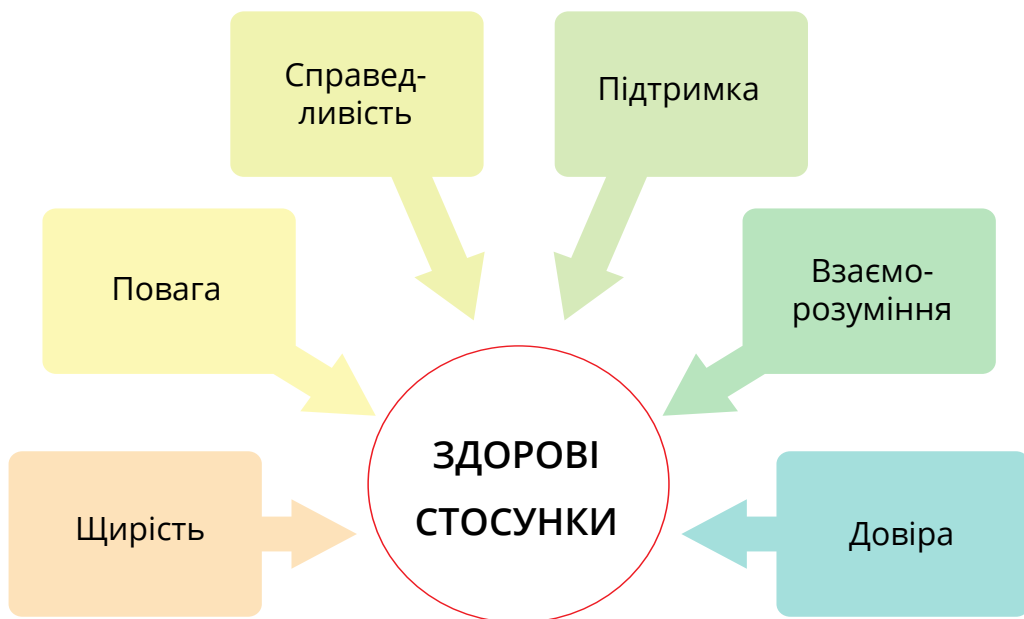 Справед-
ливість
Підтримка
Повага
Взаємо-
розуміння
ЗДОРОВІ
СТОСУНКИ
Щирість
Довіра